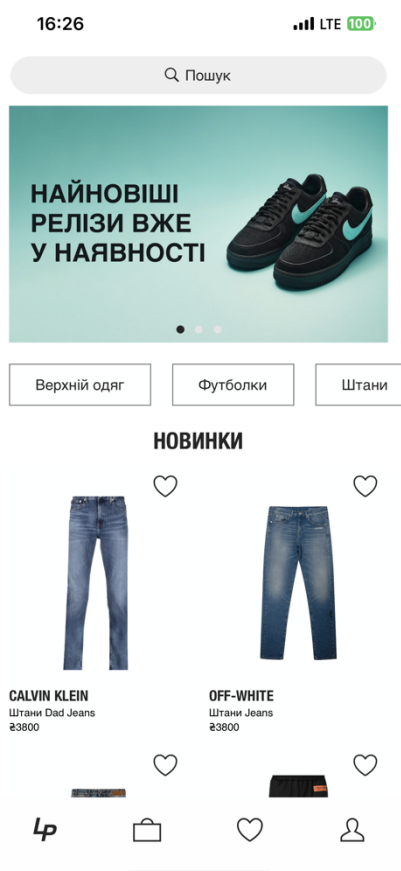 16:26
LTE 100
Пошук
НАЙНОВІШІ
РЕЛІЗИ ВЖЕ
У НАЯВНОСТІ
Верхній одяг
Футболки
Штани
НОВИНКИ
CALVIN KLEIN
Штани Dad Jeans
₴3800
OFF-WHITE
Штани Jeans
₴3800
LP